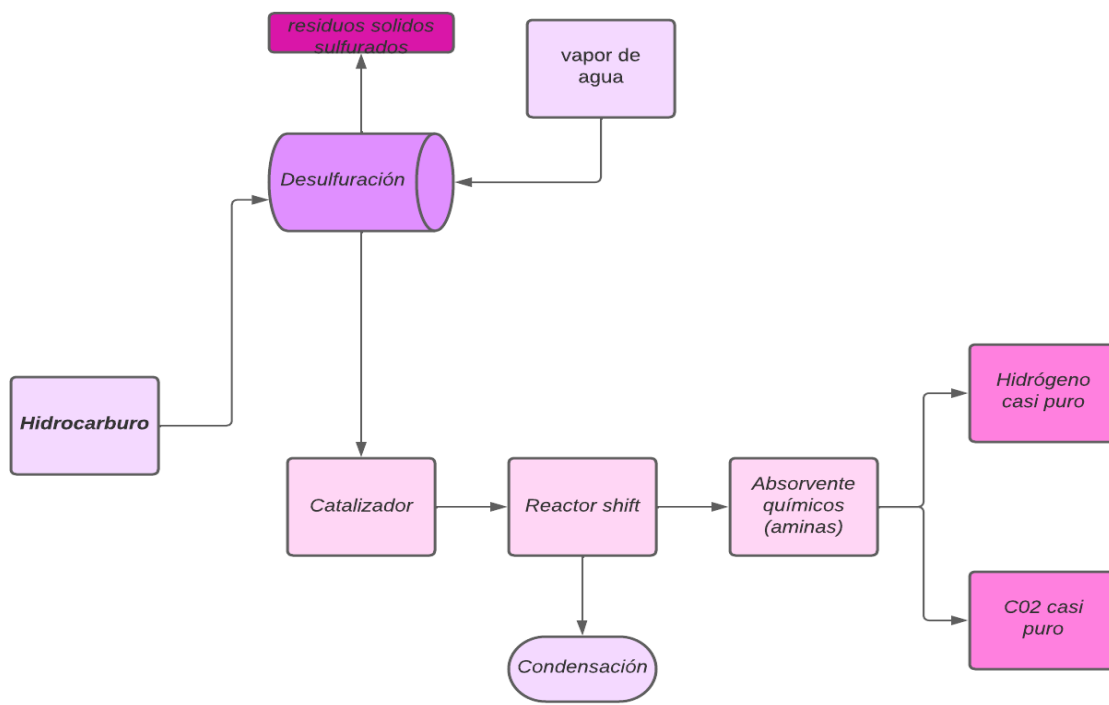 residuos solidos
sulfurados
vapor de
agua
Desulfuración
Hidrocarburo
Hidrógeno
casi puro
Catalizador
Reactor shift
Absorvente
químicos
(aminas)
C02 casi
puro
Condensación